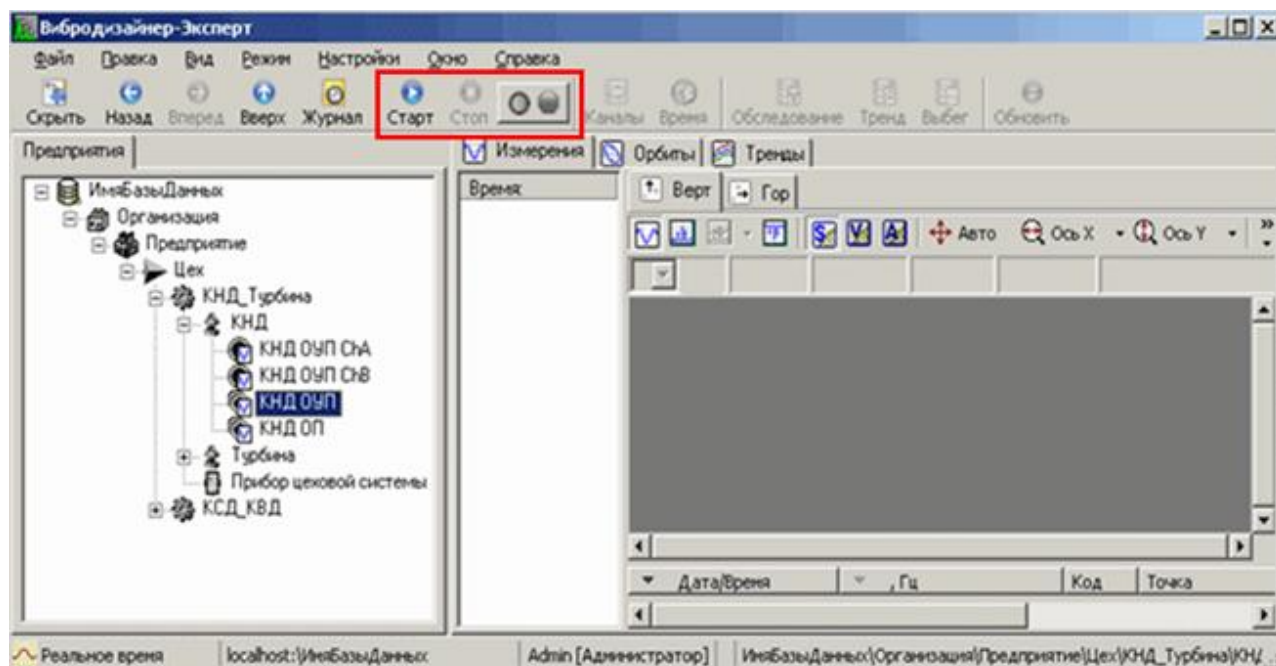 Вибродизайнер-Эксперт
Файл Правка Вид Режим Настройки Окно Справка
Скрыть Назад Вперед Вверх Журнал Старт Стоп Каналы Время Обследование Тренд Выбег Обновить
Предприятия
Измерения Орбиты Тренды
ИмяБазыДанных
Время:
Верт Гор
Организация
Предприятие
S V A Авто Ось X Ось Y »
Цех
КНД_Турбина
КНД
КНД ОУП ChA
КНД ОУП ChB
КНД ОУП
КНД ОП
Турбина
Прибор цеховой системы
КСД_КВД
Дата/Время , Гц Код Точка
Реальное время localhost:\ИмяБазыДанных Admin [Администратор] ИмяБазыДанных\Организация\Предприятие\Цех\КНД_Турбина\КНД